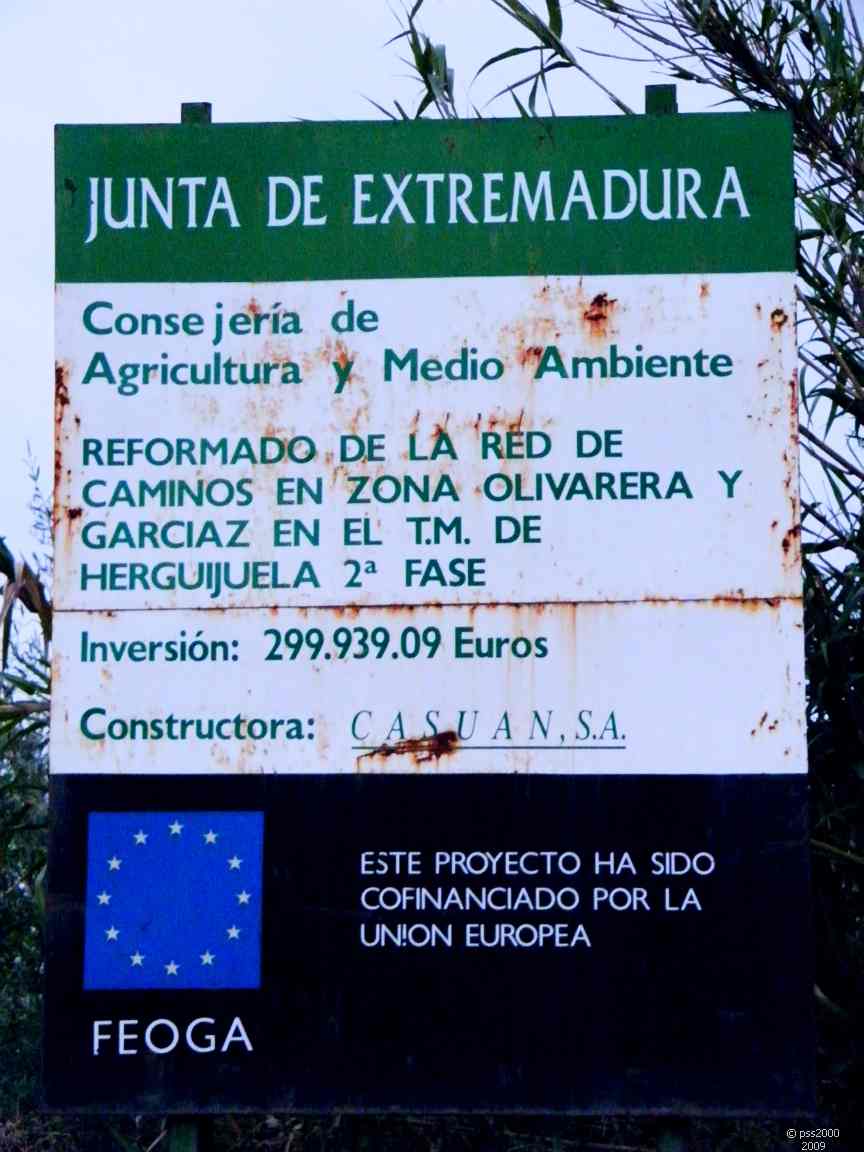 JUNTA DE EXTREMADURA
Consejería de
Agricultura y Medio Ambiente
REFORMADO DE LA RED DE
CAMINOS EN ZONA OLIVARERA Y
GARCIAZ EN EL T.M. DE
HERGUIJUELA 2ª FASE
Inversión: 299.939.09 Euros
Constructora: CASUAN, S.A.
ESTE PROYECTO HA SIDO
COFINANCIADO POR LA
UNION EUROPEA
FEOGA
© pss2000
2009